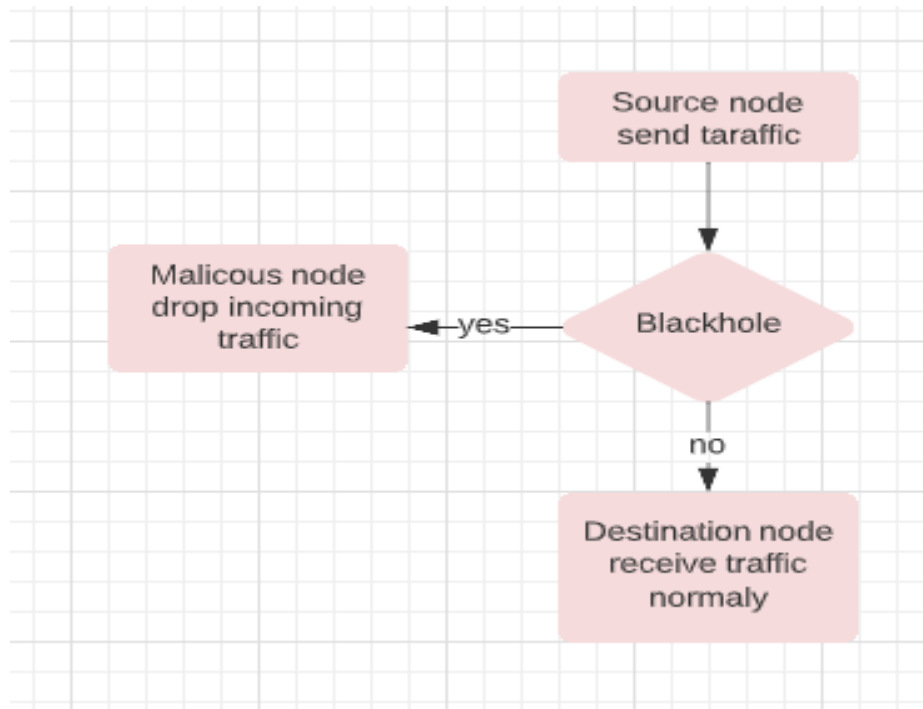 Source node
send taraffic
Blackhole
yes
Malicous node
drop incoming
traffic
no
Destination node
receive traffic
normaly